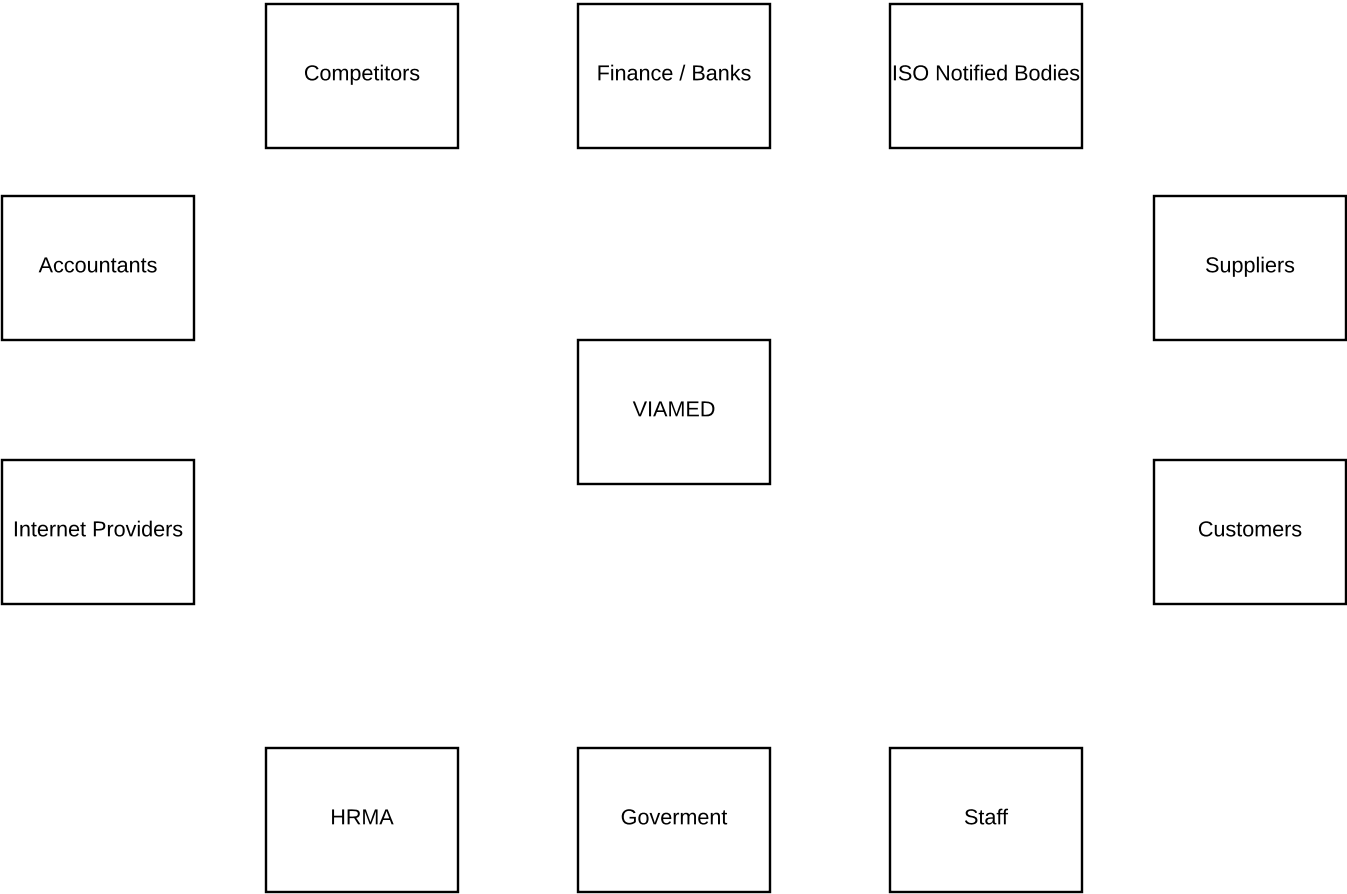 Competitors
Finance / Banks
ISO Notified Bodies
Accountants
Suppliers
VIAMED
Internet Providers
Customers
HRMA
Goverment
Staff